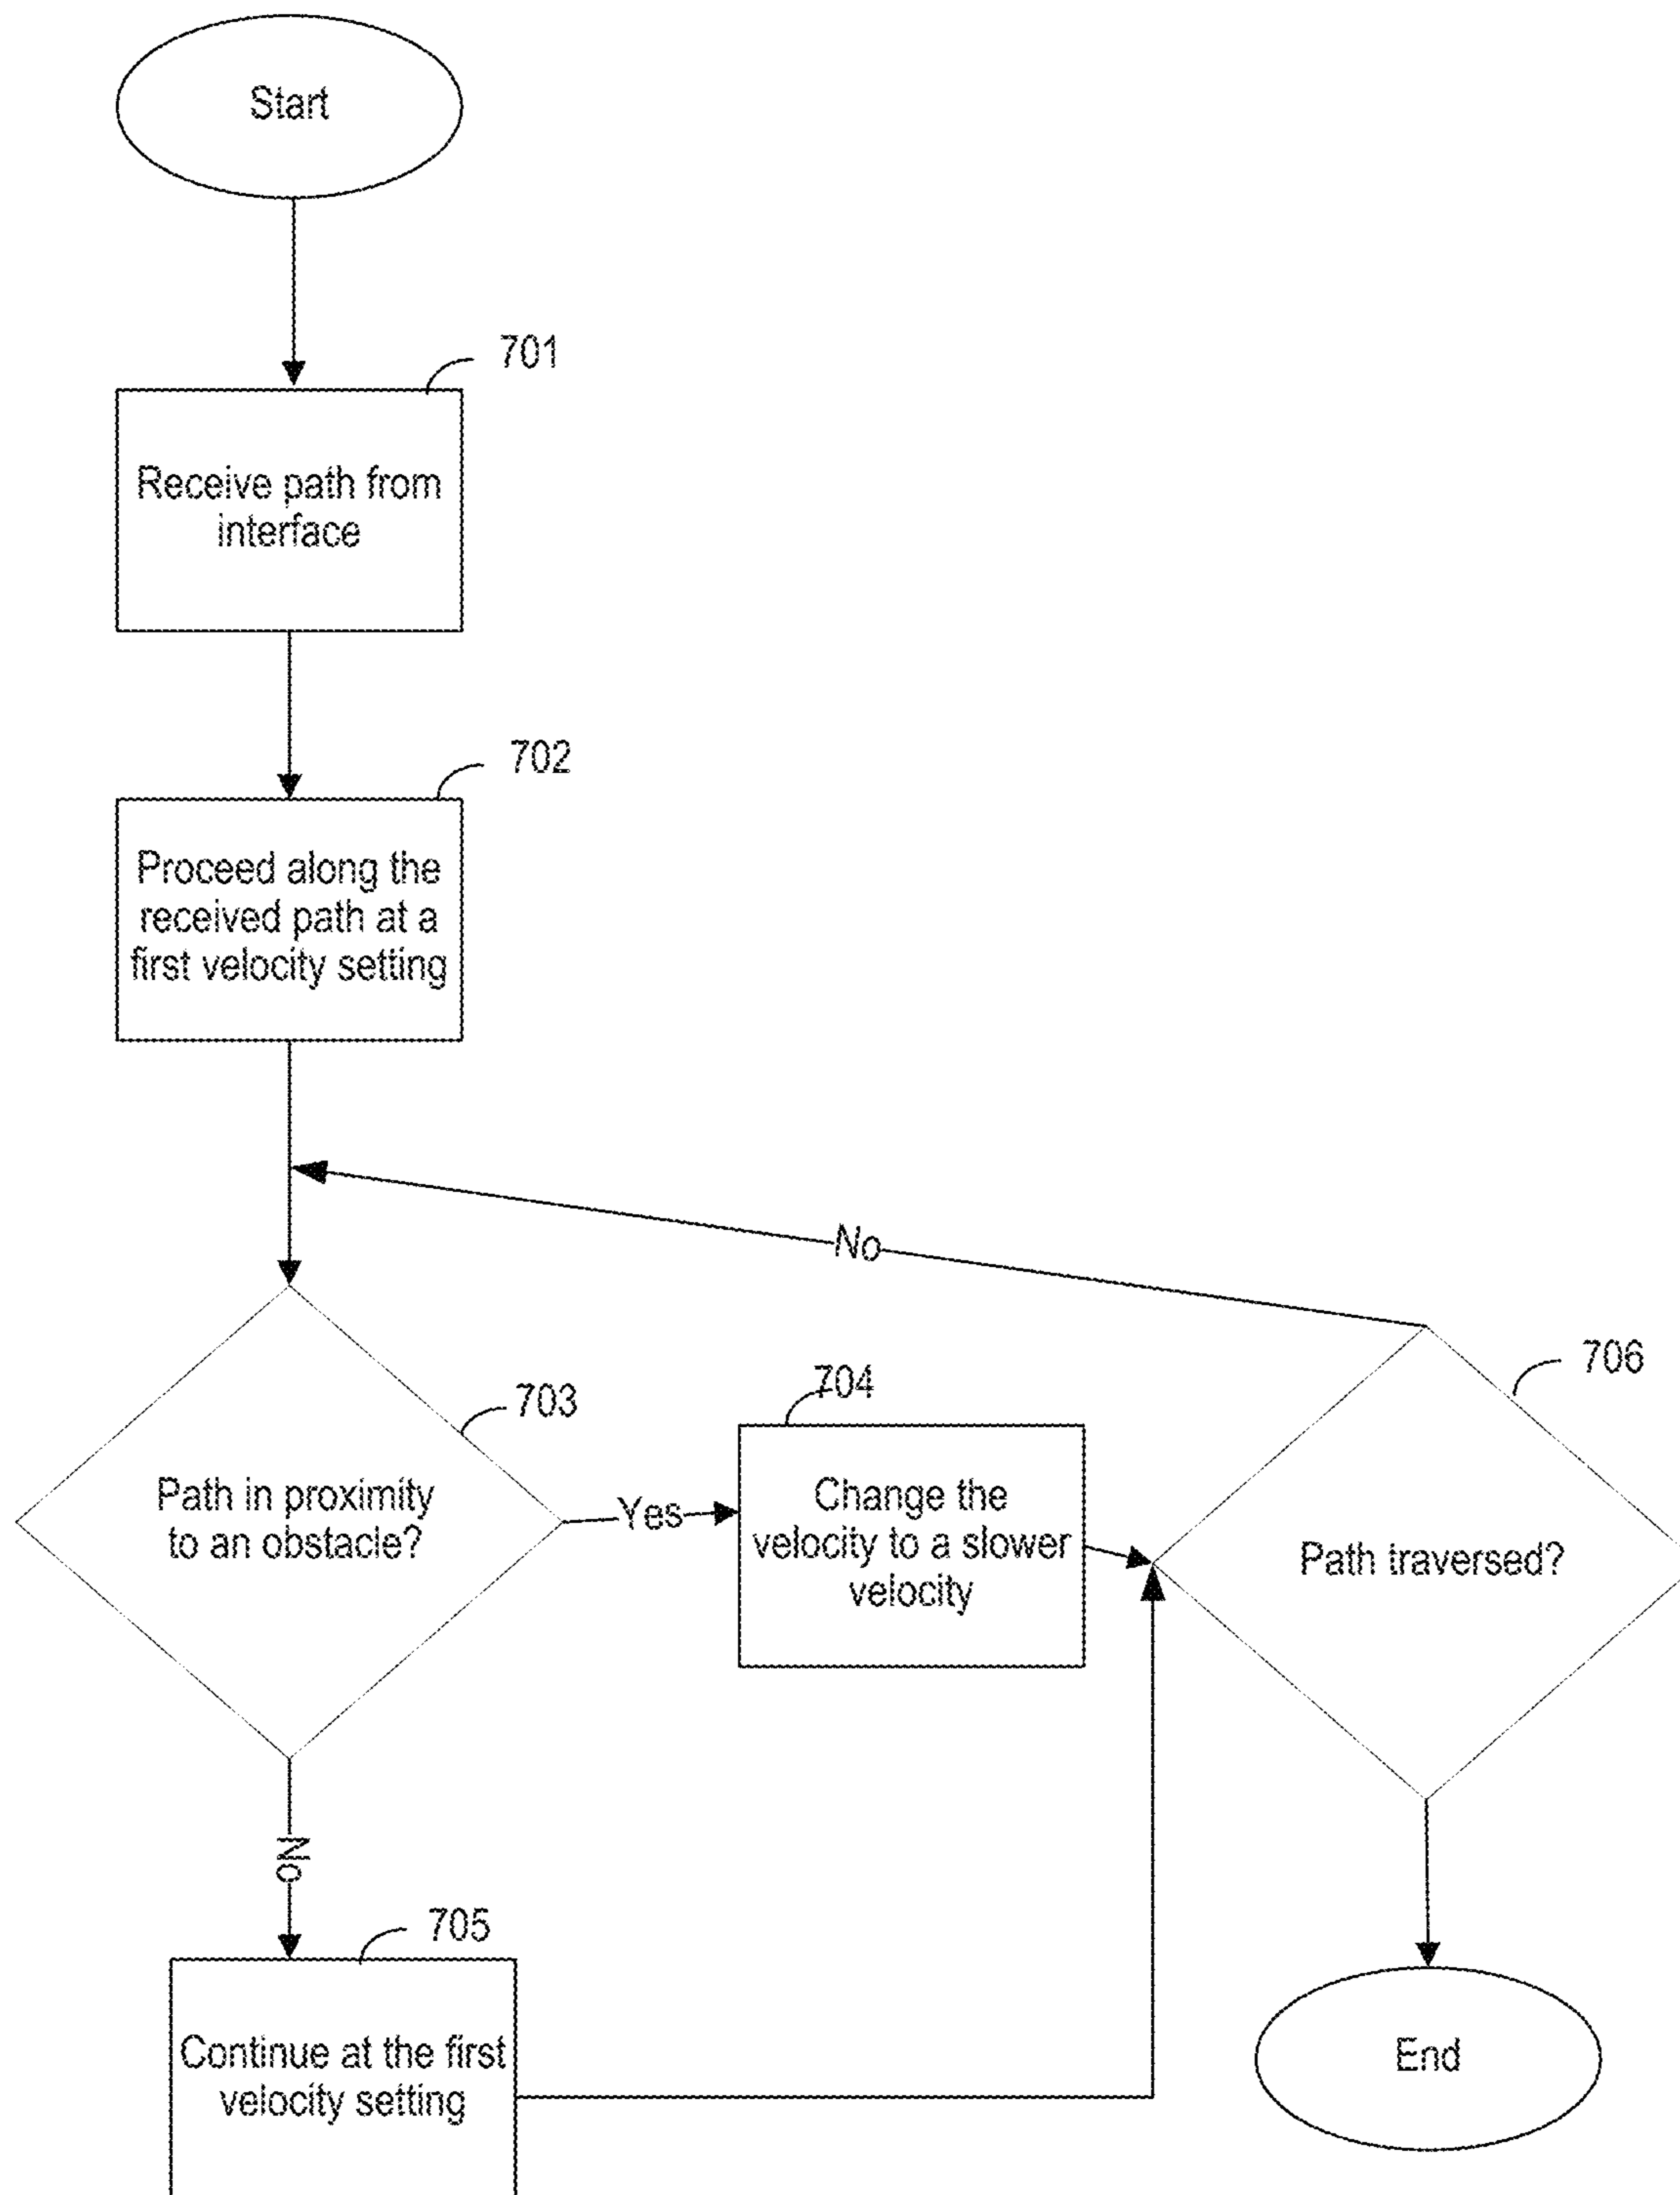 Start
701
Receive path from
interface
702
Proceed along the
received path at a
first velocity setting
No
703
Path in proximity
to an obstacle?
Yes
704
Change the
velocity to a slower
velocity
706
Path traversed?
No
705
Continue at the first
velocity setting
End